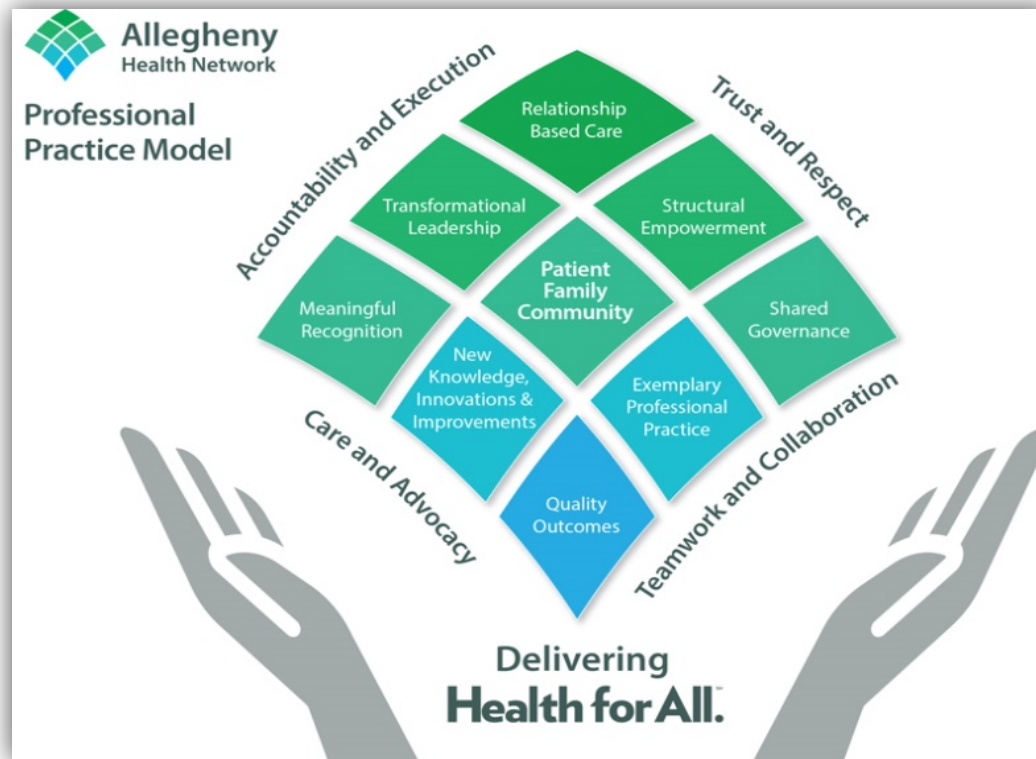 Allegheny
Health Network
Professional
Practice Model
Accountability and Execution
Trust and Respect
Relationship
Based Care
Transformational
Leadership
Structural
Empowerment
Meaningful
Recognition
Patient
Family
Community
Shared
Governance
New
Knowledge,
Innovations &
Improvements
Exemplary
Professional
Practice
Quality
Outcomes
Care and Advocacy
Teamwork and Collaboration
Delivering
Health for All.